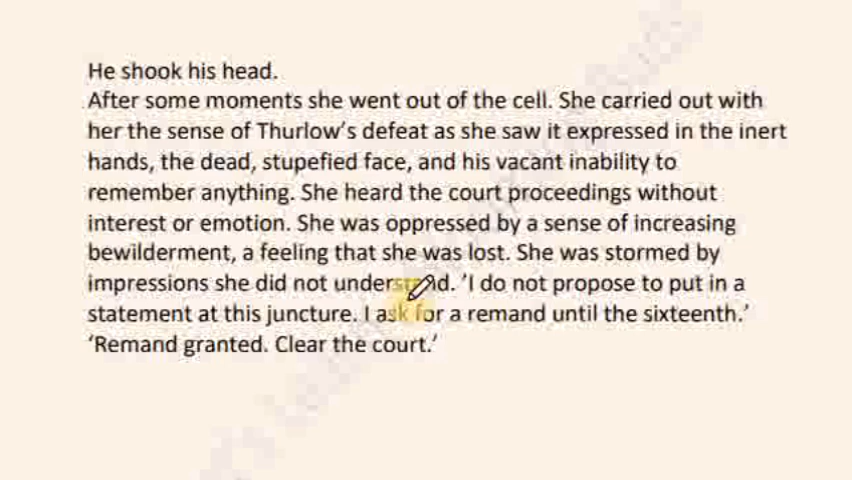 He shook his head.
After some moments she went out of the cell. She carried out with
her the sense of Thurlow's defeat as she saw it expressed in the inert
hands, the dead, stupefied face, and his vacant inability to
remember anything. She heard the court proceedings without
interest or emotion. She was oppressed by a sense of increasing
bewilderment, a feeling that she was lost. She was stormed by
impressions she did not understand. 'I do not propose to put in a
statement at this juncture. I ask for a remand until the sixteenth.'
'Remand granted. Clear the court.'